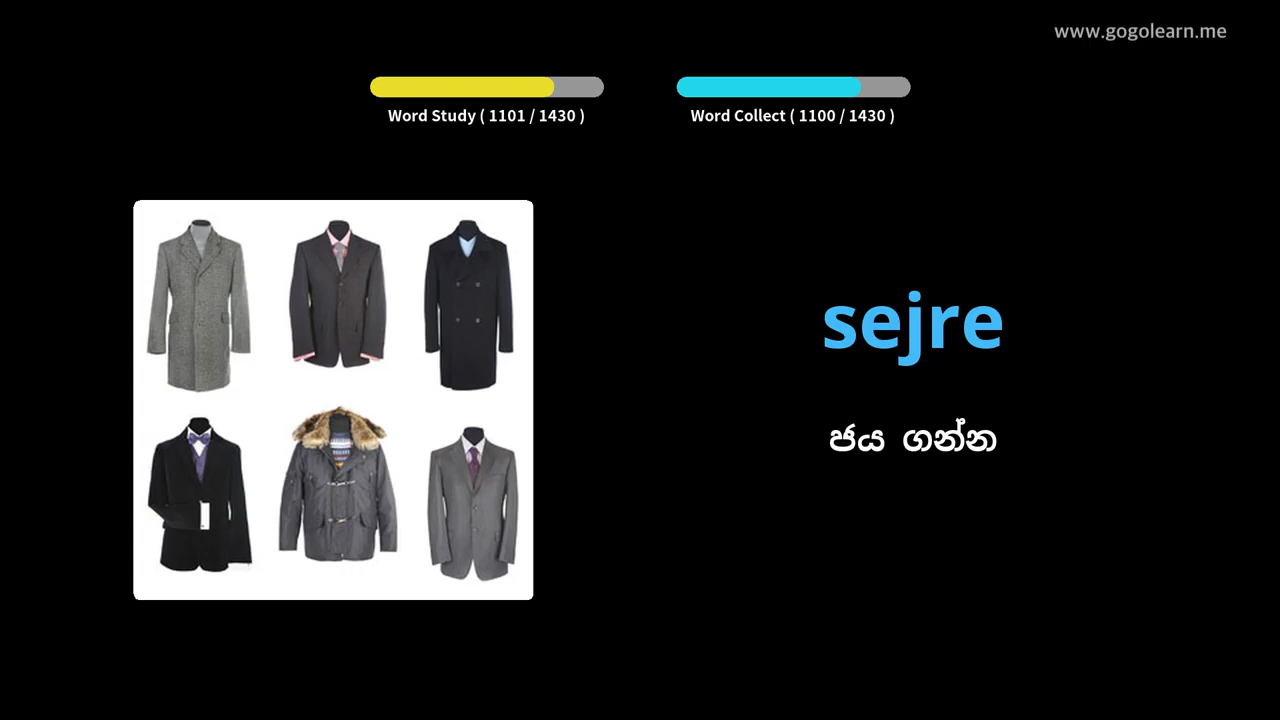 www.gogolearn.me
Word Study ( 1101 / 1430 )
Word Collect ( 1100 / 1430 )
sejre
ජය ගන්න